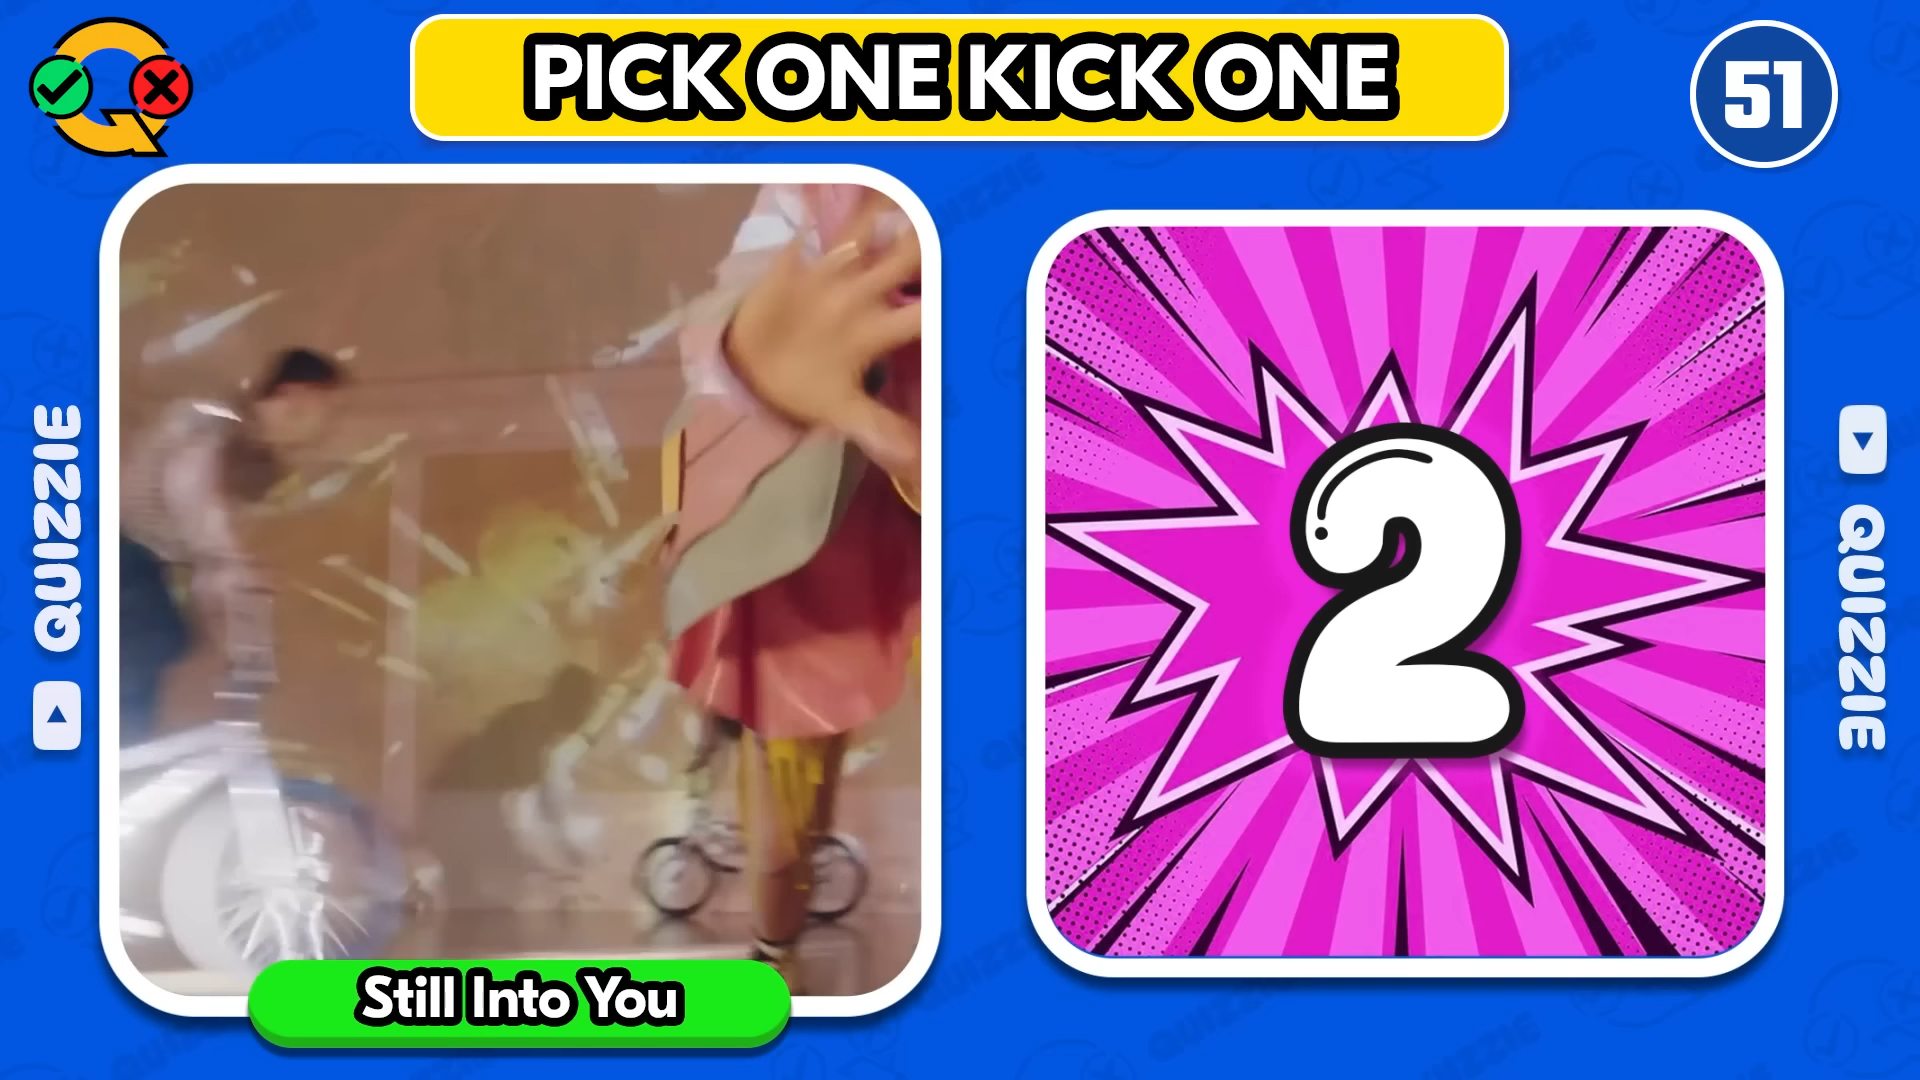 PICK ONE KICK ONE
51
QUIZZIE
2
QUIZZIE
Still Into You